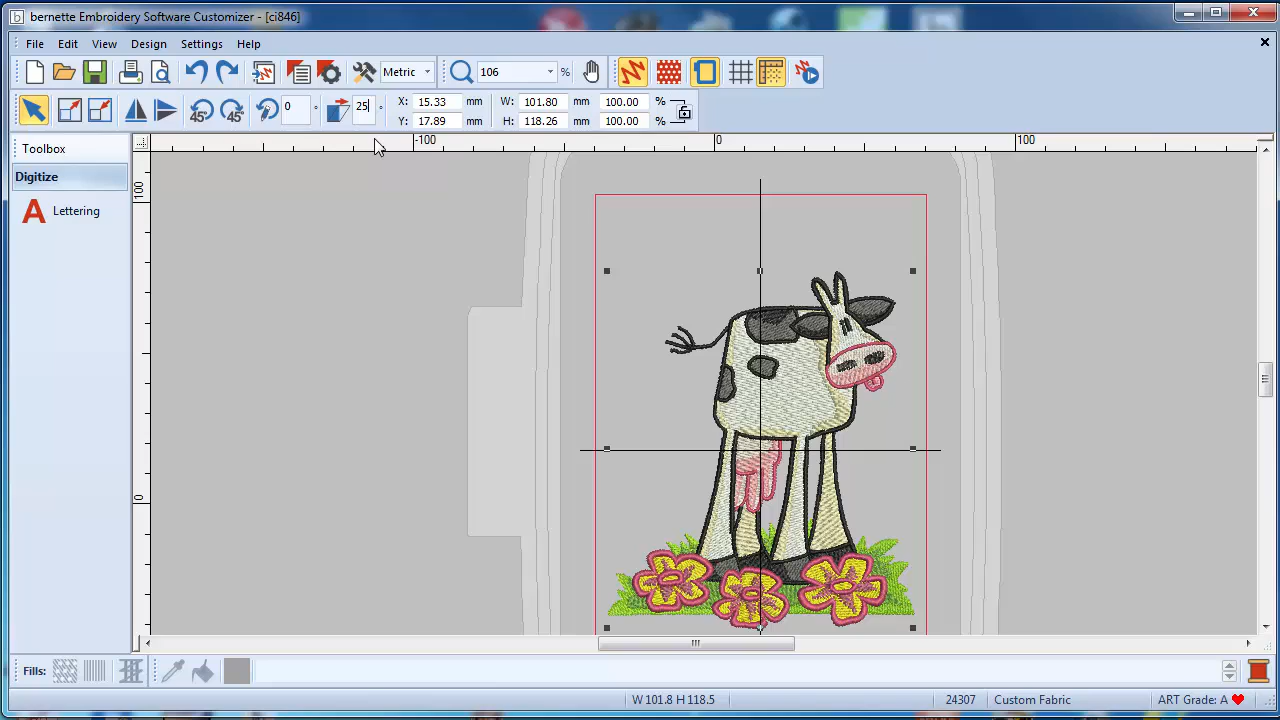 b bernette Embroidery Software Customizer - [ci846]
File Edit View Design Settings Help
Metric 106 %
45° 45° 0 ° 25 ° X: 15.33 mm W: 101.80 mm 100.00 %
Y: 17.89 mm H: 118.26 mm 100.00 %
Toolbox
-100 0 100
Digitize
100
A Lettering
0
Fills:
W 101.8 H 118.5 24307 Custom Fabric ART Grade: A